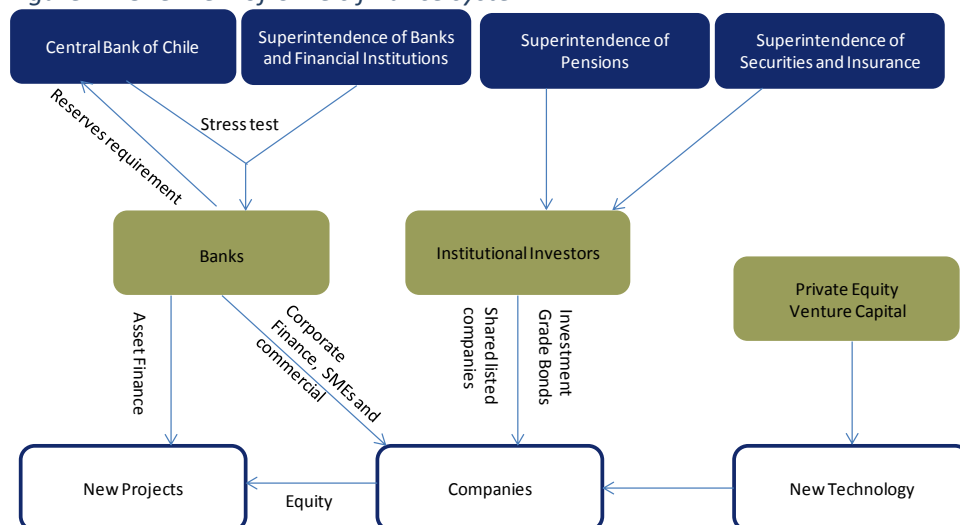 Central Bank of Chile
Superintendence of Banks
and Financial Institutions
Superintendence of
Pensions
Superintendence of
Securities and Insurance
Reserves requirement
Stress test
Banks
Institutional Investors
Private Equity
Venture Capital
Asset Finance
Corporate
Finance, SMEs and
commercial
Shared listed
companies
Investment
Grade Bonds
New Projects
Equity
Companies
New Technology